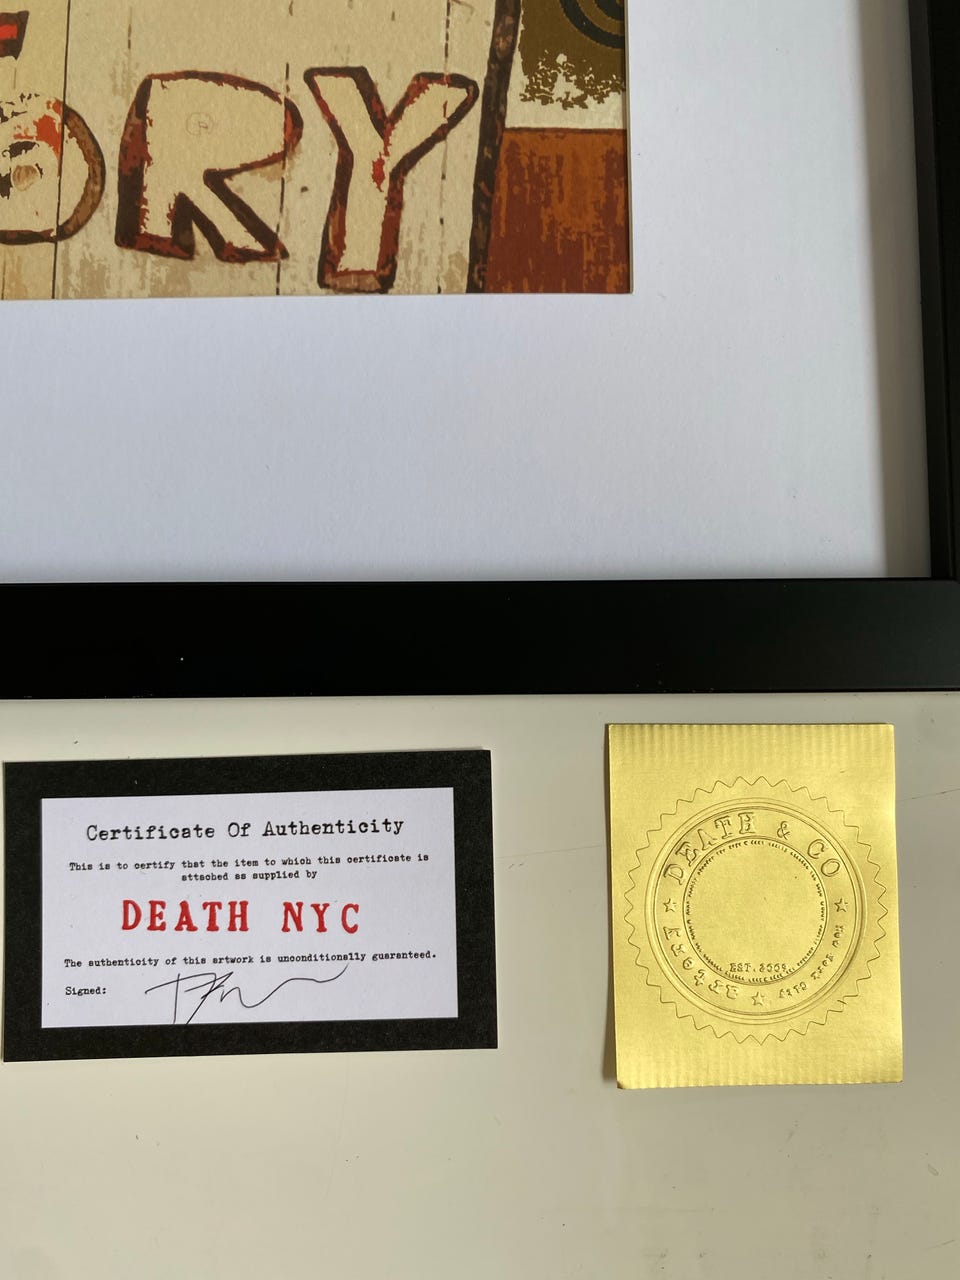 ORY
Certificate Of Authenticity
This is to certify that the item to which this certificate is
attached as supplied by
DEATH NYC
The authenticity of this artwork is unconditionally guaranteed.
Signed:
DEATH & CO
EST.